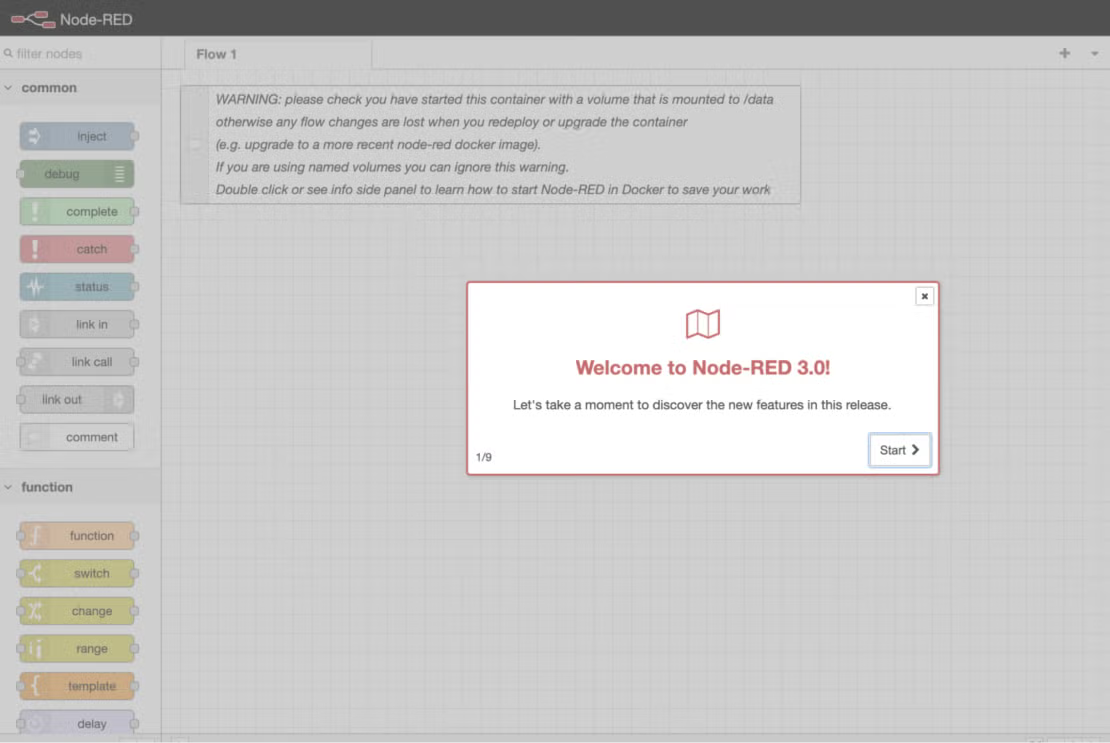 Node-RED
filter nodes
Flow 1
common
WARNING: please check you have started this container with a volume that is mounted to /data
otherwise any flow changes are lost when you redeploy or upgrade the container
(e.g. upgrade to a more recent node-red docker image).
If you are using named volumes you can ignore this warning.
Double click or see info side panel to learn how to start Node-RED in Docker to save your work
inject
debug
complete
catch
status
link in
link call
link out
comment
Welcome to Node-RED 3.0!
Let's take a moment to discover the new features in this release.
Start
1/9
function
function
switch
change
range
template
delay